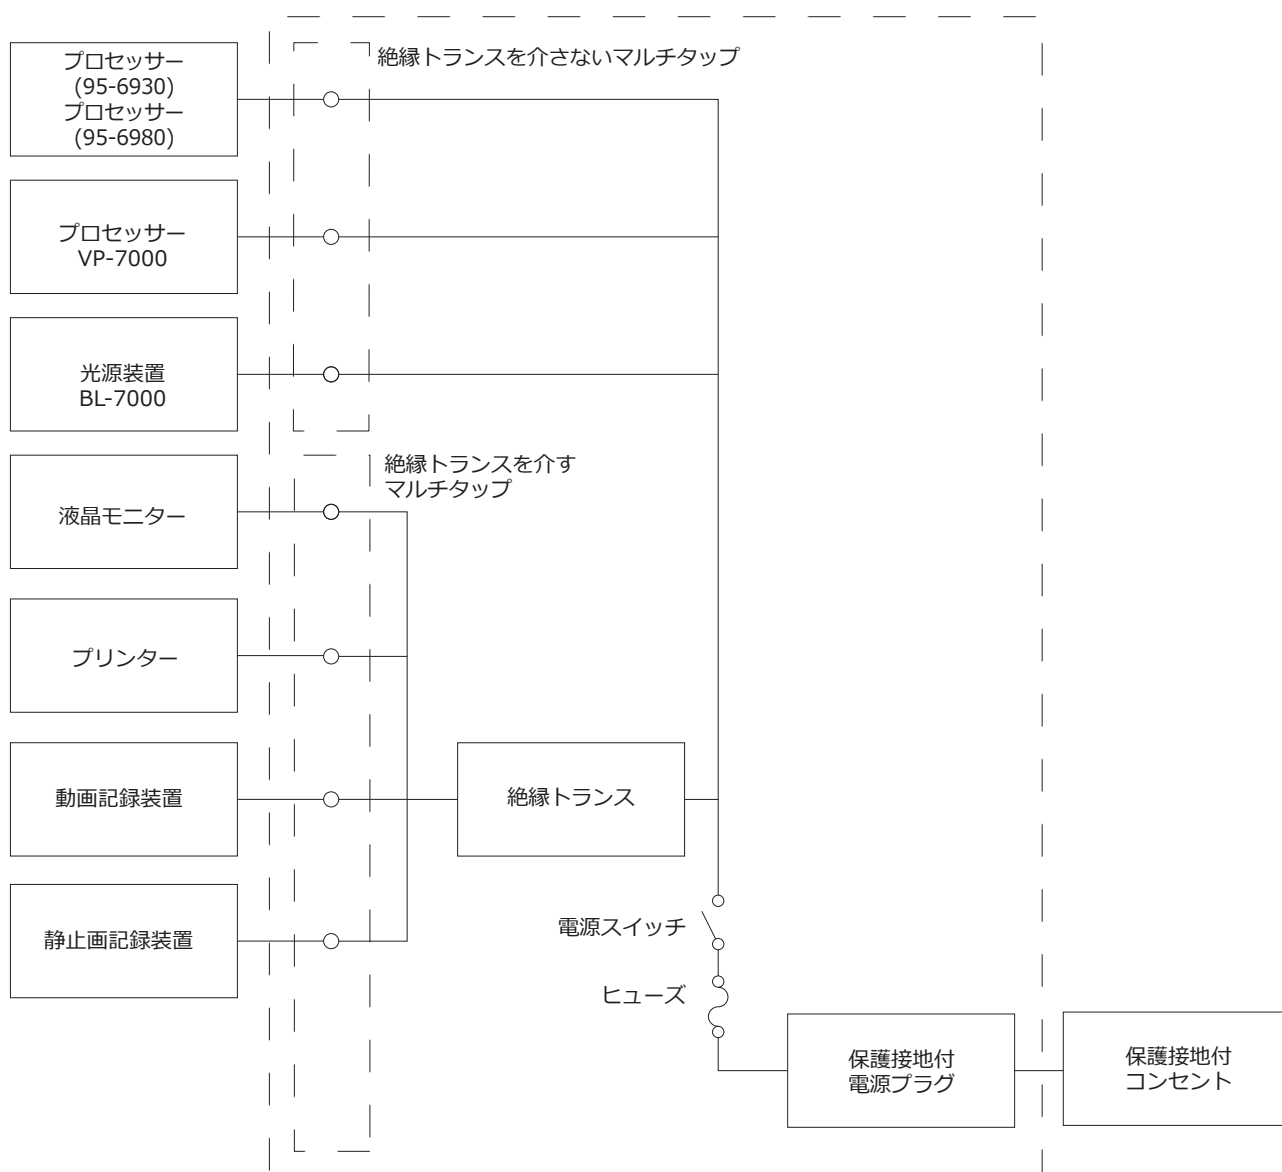 絶縁トランスを介さないマルチタップ
プロセッサー
(95-6930)
プロセッサー
(95-6980)
プロセッサー
VP-7000
光源装置
BL-7000
絶縁トランスを介す
マルチタップ
液晶モニター
プリンター
動画記録装置
絶縁トランス
静止画記録装置
電源スイッチ
ヒューズ
保護接地付
電源プラグ
保護接地付
コンセント